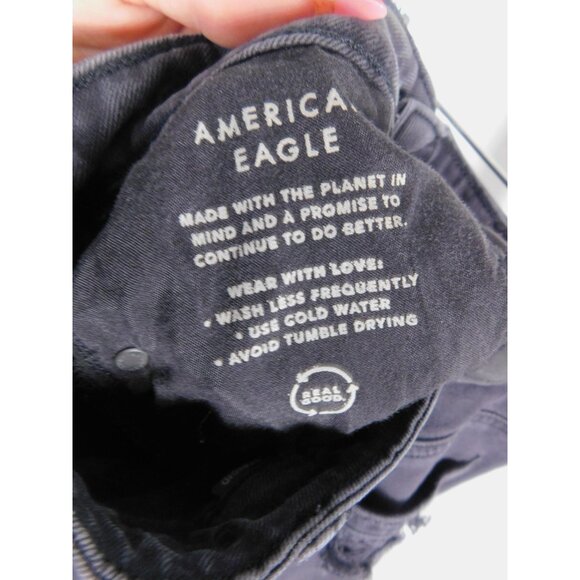 AMERICA
EAGLE
MADE WITH THE PLANET IN
MIND AND A PROMISE TO
CONTINUE TO DO BETTER.
WEAR WITH LOVE:
• WASH LESS FREQUENTLY
• USE COLD WATER
• AVOID TUMBLE DRYING
REAL
GOOD.